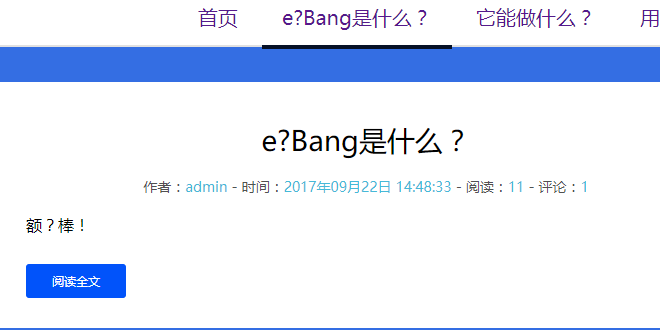 首页 e?Bang是什么？ 它能做什么？ 用
e?Bang是什么？
作者：admin - 时间：2017年09月22日 14:48:33 - 阅读：11 - 评论：1
额？棒！
阅读全文